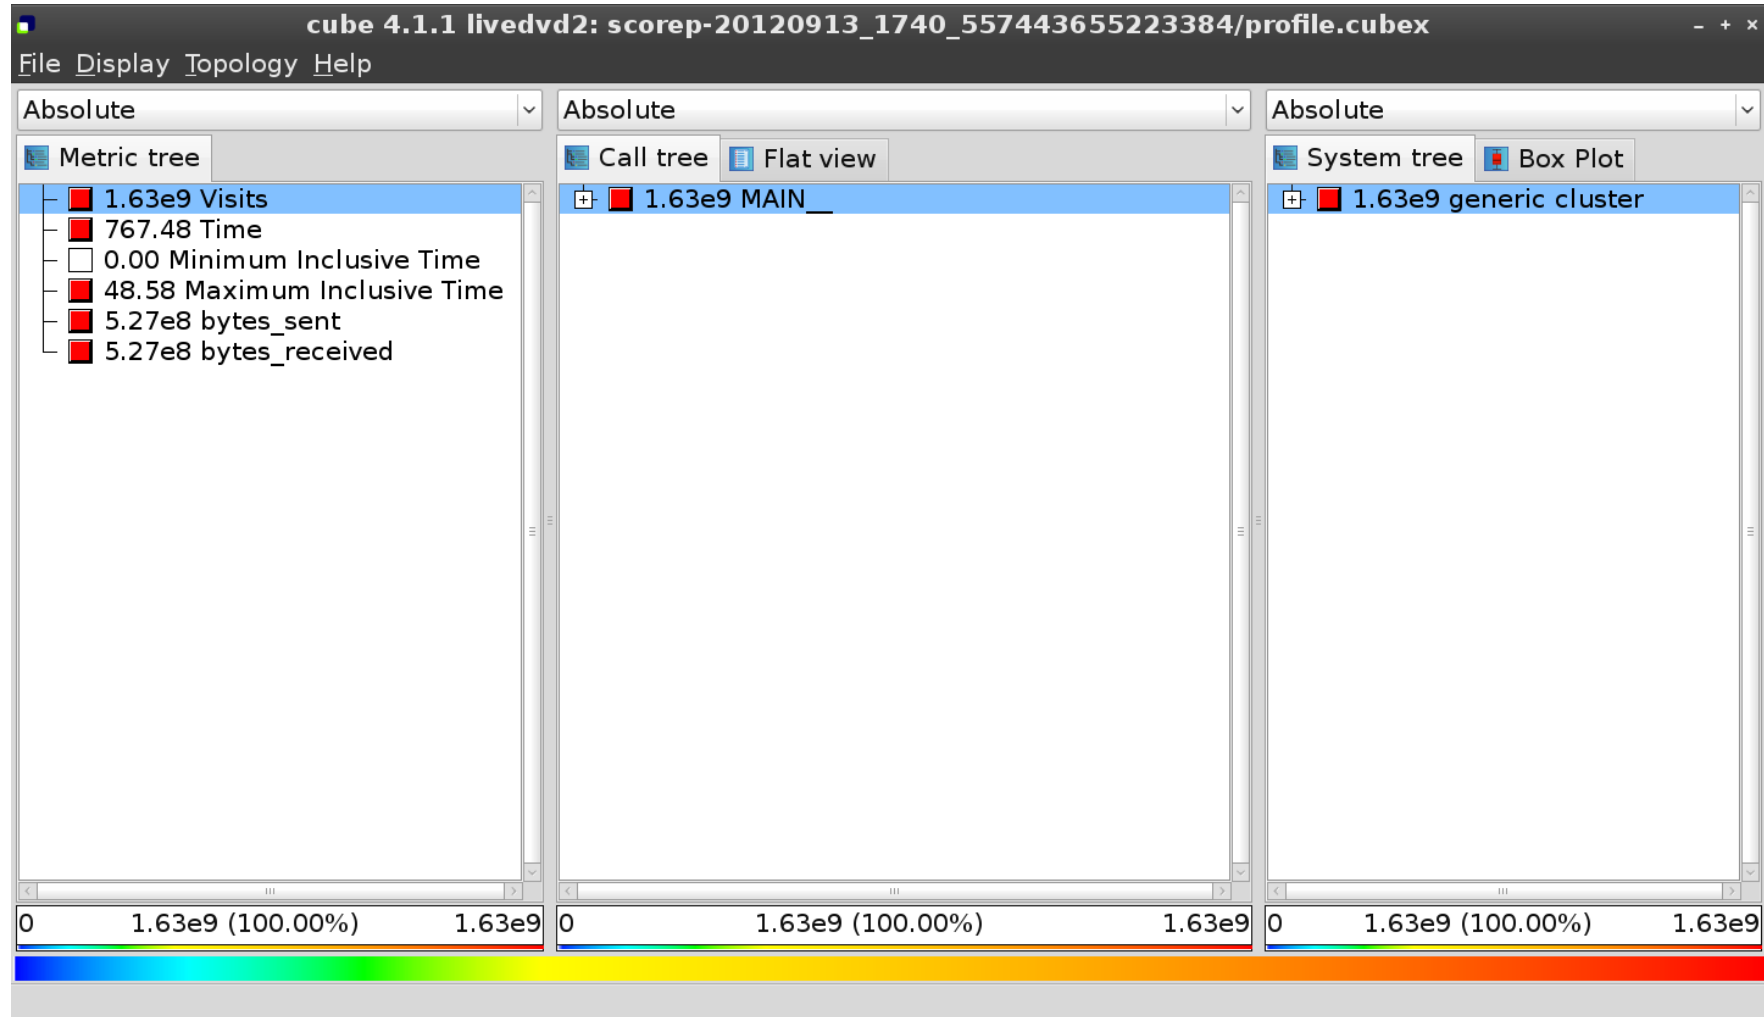 cube 4.1.1 livedvd2: scorep-20120913_1740_557443655223384/profile.cubex
File Display Topology Help
Absolute
Absolute
Absolute
Metric tree
Call tree
Flat view
System tree
Box Plot
1.63e9 Visits
767.48 Time
0.00 Minimum Inclusive Time
48.58 Maximum Inclusive Time
5.27e8 bytes_sent
5.27e8 bytes_received
1.63e9 MAIN__
1.63e9 generic cluster
0 1.63e9 (100.00%) 1.63e9
0 1.63e9 (100.00%) 1.63e9
0 1.63e9 (100.00%) 1.63e9